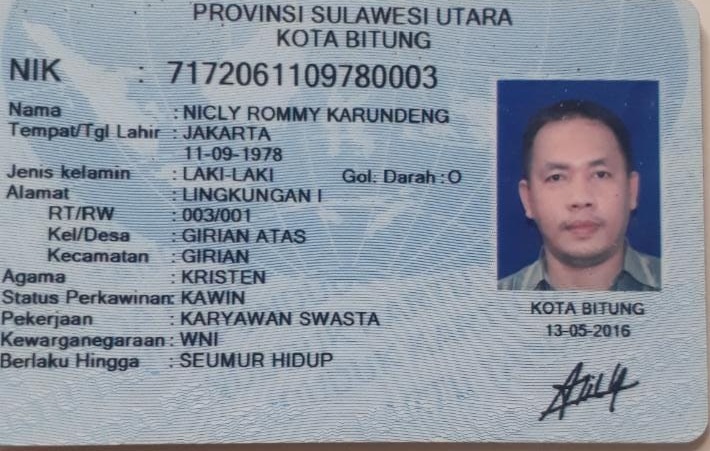 PROVINSI SULAWESI UTARA
KOTA BITUNG
NIK : 7172061109780003
Nama : NICLY ROMMY KARUNDENG
Tempat/Tgl Lahir : JAKARTA
11-09-1978
Jenis kelamin : LAKI-LAKI Gol. Darah : O
Alamat : LINGKUNGAN I
RT/RW : 003/001
Kel/Desa : GIRIAN ATAS
Kecamatan : GIRIAN
Agama : KRISTEN
Status Perkawinan: KAWIN
Pekerjaan : KARYAWAN SWASTA
Kewarganegaraan : WNI
Berlaku Hingga : SEUMUR HIDUP
KOTA BITUNG
13-05-2016